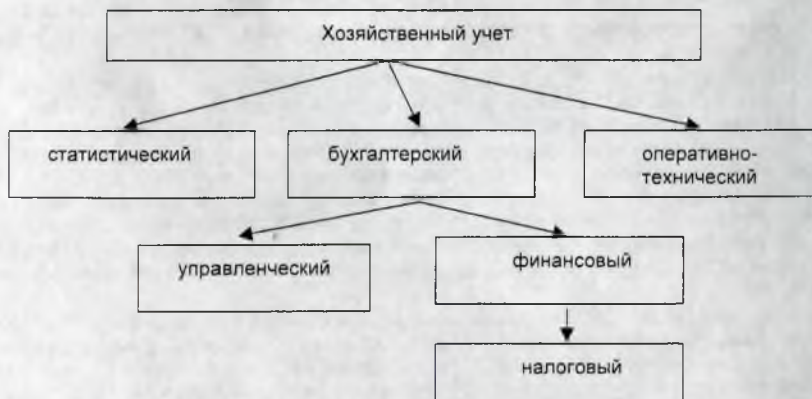 Хозяйственный учет
статистический
бухгалтерский
оперативно-
технический
управленческий
финансовый
налоговый